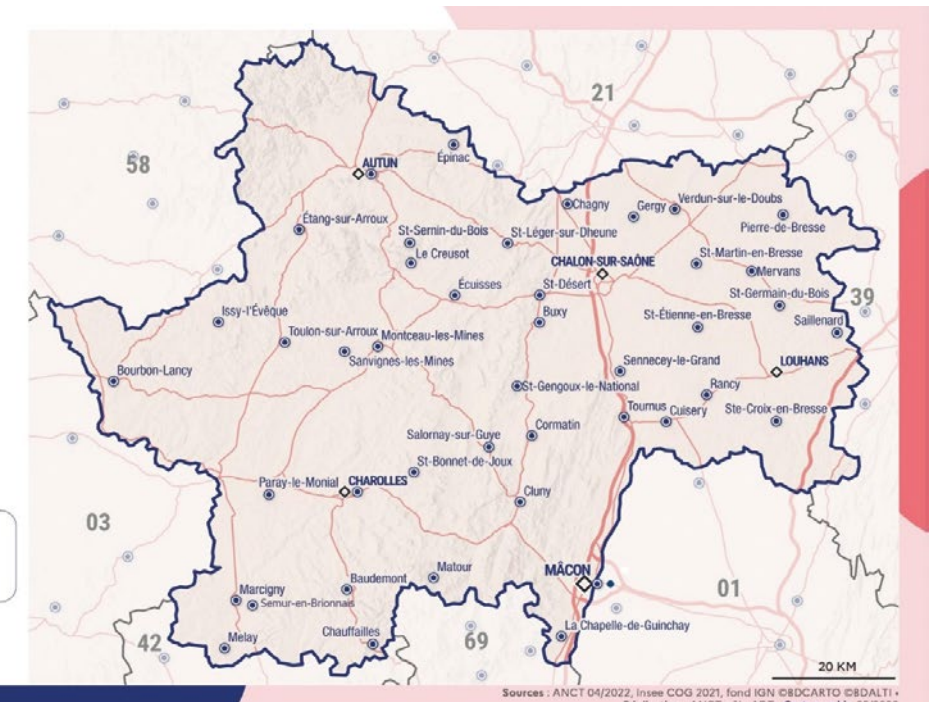 21
58
Épinac
AUTUN
Chagny
Gergy
Verdun-sur-le-Doubs
Pierre-de-Bresse
Étang-sur-Arroux
St-Sernin-du-Bois
St-Léger-sur-Dheune
Le Creusot
CHALON-SUR-SAÔNE
St-Martin-en-Bresse
Mervans
Écuisses
St-Désert
St-Germain-du-Bois
39
Issy-l'Évêque
Buxy
St-Étienne-en-Bresse
Saillenard
Toulon-sur-Arroux
Montceau-les-Mines
Sanvignes-les-Mines
Sennecey-le-Grand
LOUHANS
Bourbon-Lancy
St-Gengoux-le-National
Rancy
Tournus
Cuisery
Ste-Croix-en-Bresse
Cormatin
Salornay-sur-Guye
St-Bonnet-de-Joux
Paray-le-Monial
CHAROLLES
Cluny
03
Matour
MÂCON
Baudemont
01
Marcigny
Semur-en-Brionnais
La Chapelle-de-Guinchay
Chauffailles
69
42
Melay
20 KM
Sources : ANCT 04/2022, Insee COG 2021, fond IGN ©BDCARTO ©BDALTI •